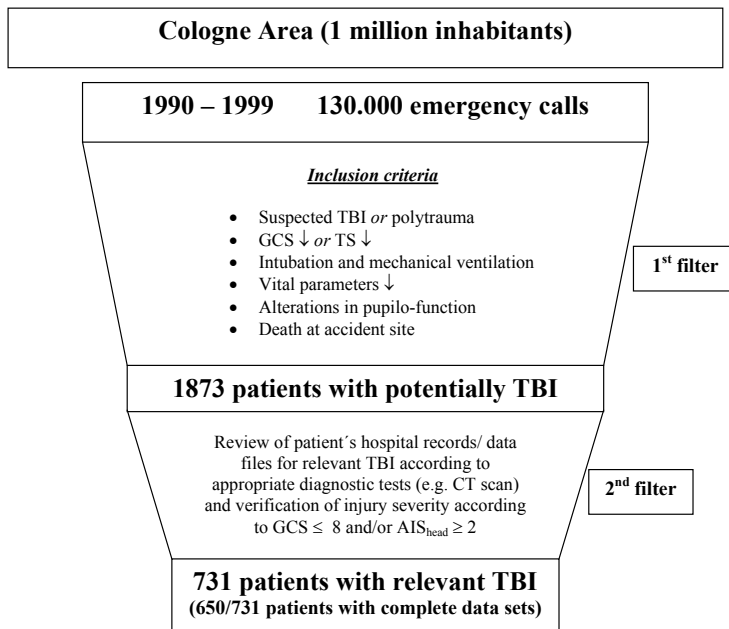 Cologne Area (1 million inhabitants)
1990 – 1999 130.000 emergency calls
Inclusion criteria
• Suspected TBI or polytrauma
• GCS ↓ or TS ↓
• Intubation and mechanical ventilation
• Vital parameters ↓
• Alterations in pupilo-function
• Death at accident site
1st filter
1873 patients with potentially TBI
Review of patient´s hospital records/ data
files for relevant TBI according to
appropriate diagnostic tests (e.g. CT scan)
and verification of injury severity according
to GCS ≤ 8 and/or AIShead ≥ 2
2nd filter
731 patients with relevant TBI
(650/731 patients with complete data sets)